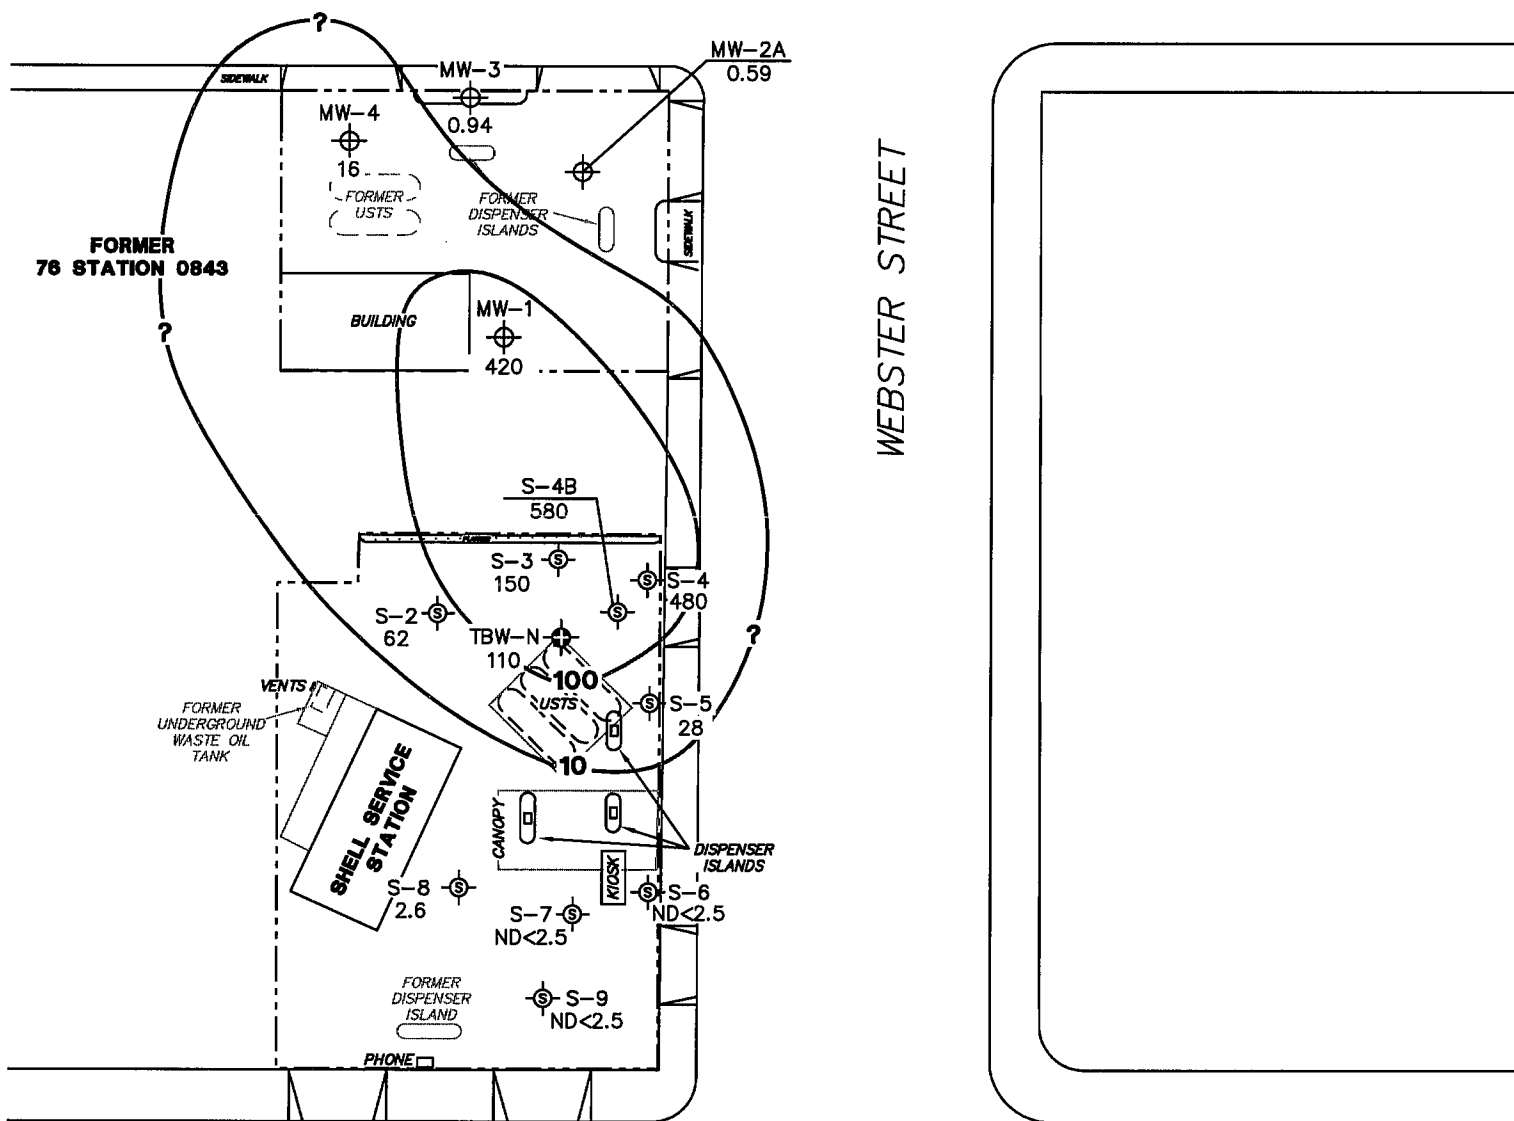 ?
SIDEWALK
MW-3
0.94
MW-2A
0.59
MW-4
16
FORMER
USTS
FORMER
DISPENSER
ISLANDS
SIDEWALK
WEBSTER STREET
FORMER
76 STATION 0843
?
BUILDING
MW-1
420
S-4B
580
PLANTER
S-3
150
S-4
480
S-2
62
TBW-N
110
?
100
USTS
S-5
28
VENTS
FORMER
UNDERGROUND
WASTE OIL
TANK
10
SHELL SERVICE
STATION
CANOPY
DISPENSER
ISLANDS
KIOSK
S-8
2.6
S-6
ND<2.5
S-7
ND<2.5
FORMER
DISPENSER
ISLAND
S-9
ND<2.5
PHONE